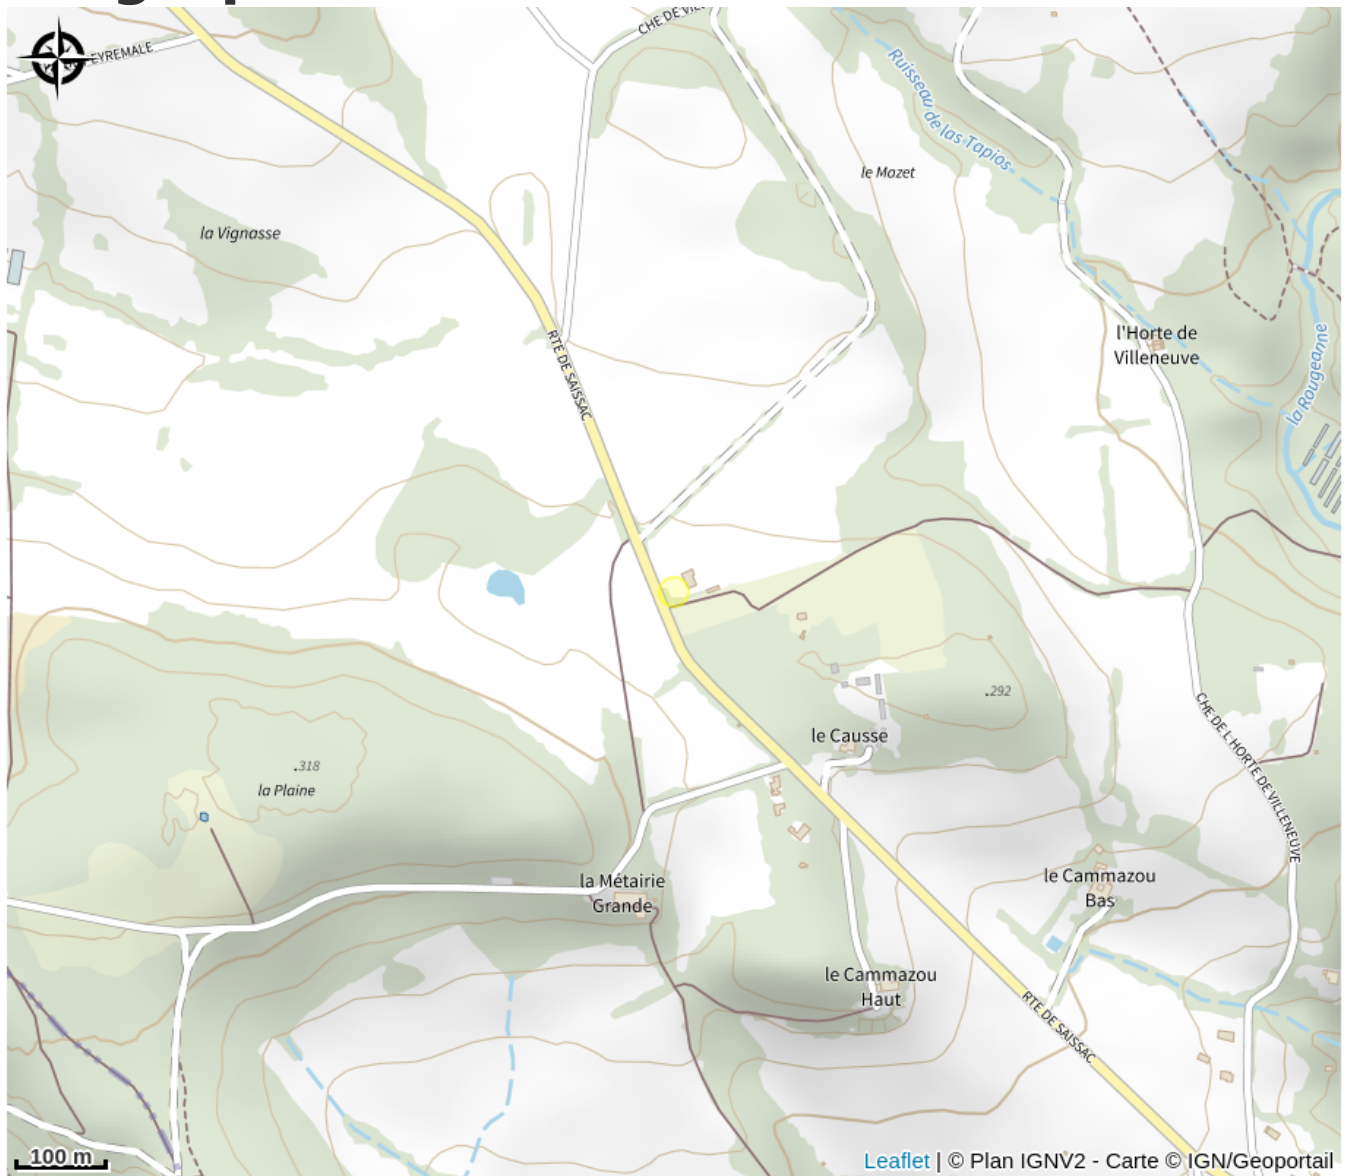 EYREMALE
CHE DE VIL
Ruisseau de las Tapios
le Mazet
la Vignasse
l'Horte de
Villeneuve
RTE DE SAISSAC
la Rougeanne
.292
le Causse
CHE DE L'HORTE DE VILLENEUVE
.318
la Plaine
la Métairie
Grande
le Cammazou
Bas
le Cammazou
Haut
RTE DE SAISSAC
100 m
Leaflet | © Plan IGNV2 - Carte © IGN/Geoportail